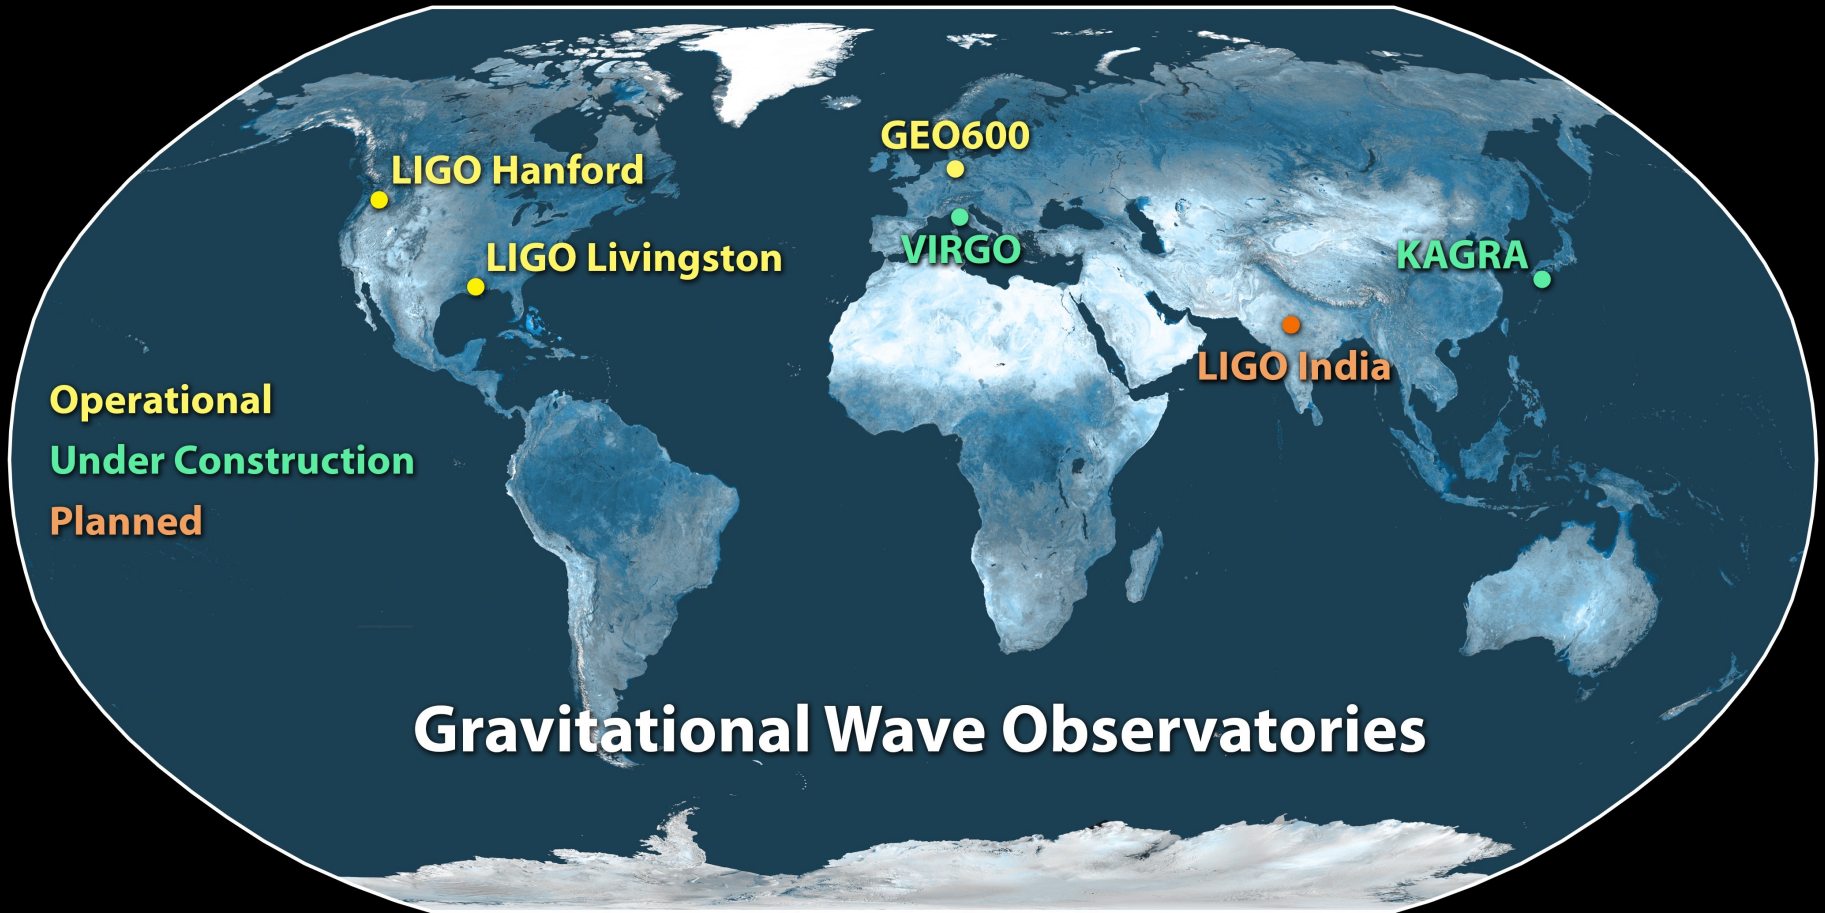 GEO600
LIGO Hanford
VIRGO
KAGRA
LIGO Livingston
LIGO India
Operational
Under Construction
Planned
Gravitational Wave Observatories